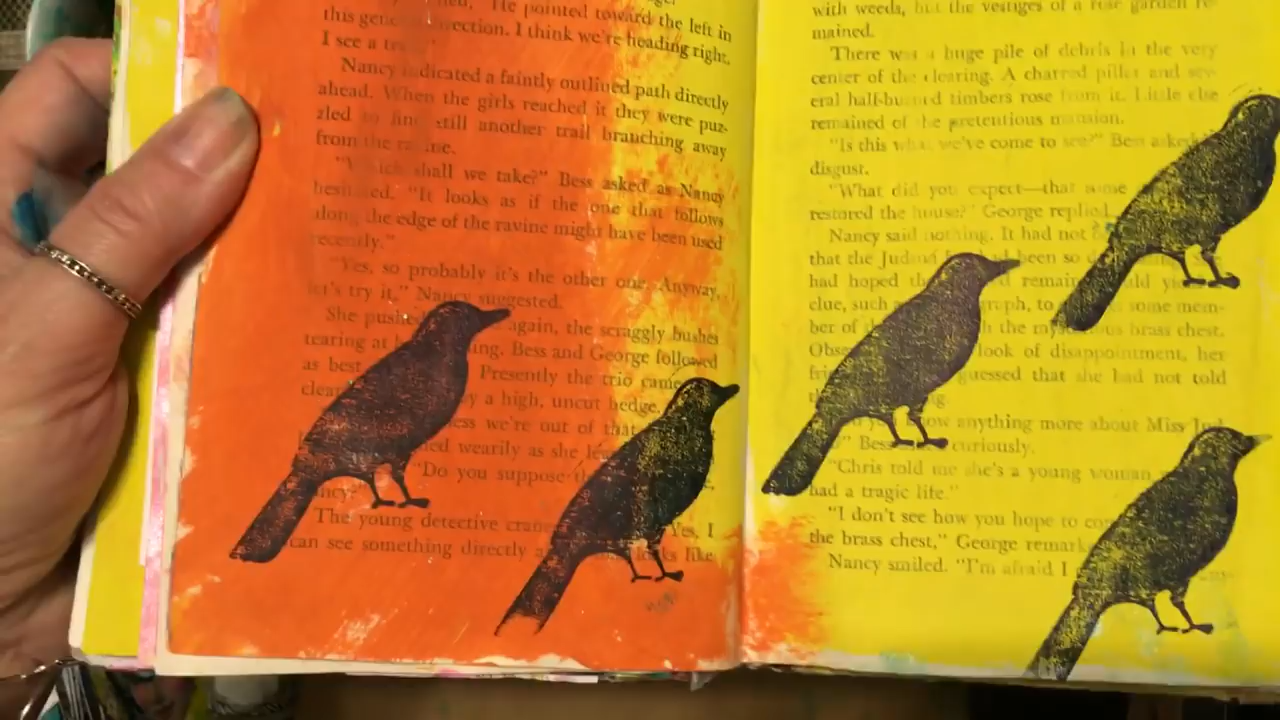 "He pointed toward the left in
this general direction. I think we're heading right.
I see a
Nancy indicated a faintly outlined path directly
ahead. When the girls reached it they were puz-
zled to find still another trail branching away
from the ravine.
"Which shall we take?" Bess asked as Nancy
hesitated. "It looks as if the one that follows
along the edge of the ravine might have been used
recently."
"Yes, so probably it's the other one. Anyway,
let's try it," Nancy suggested.
She pushed again, the scraggly bushes
tearing at Bess and George followed
as best Presently the trio came
a high, uncut hedge.
we're out of that
wearily as she
"Do you suppose
The young detective Yes, I
can see something directly looks like
with weeds, but the vestiges of a rose garden re-
mained.
There was a huge pile of debris in the very
center of the clearing. A charred pillar and sev-
eral half-burned timbers rose from it. Little else
remained of the pretentious mansion.
"Is this what we've come to see?" Bess asked
disgust.
"What did you expect—that some
restored the house?" George replied.
Nancy said nothing. It had not
that the been so
had hoped
clue, such to some mem-
ber of the brass chest.
look of disappointment, her
guessed that she had not told
know anything more about Miss
Bess curiously.
"Chris told me she's a young woman
had a tragic life."
"I don't see how you hope to
the brass chest," George
Nancy smiled. "I'm afraid I